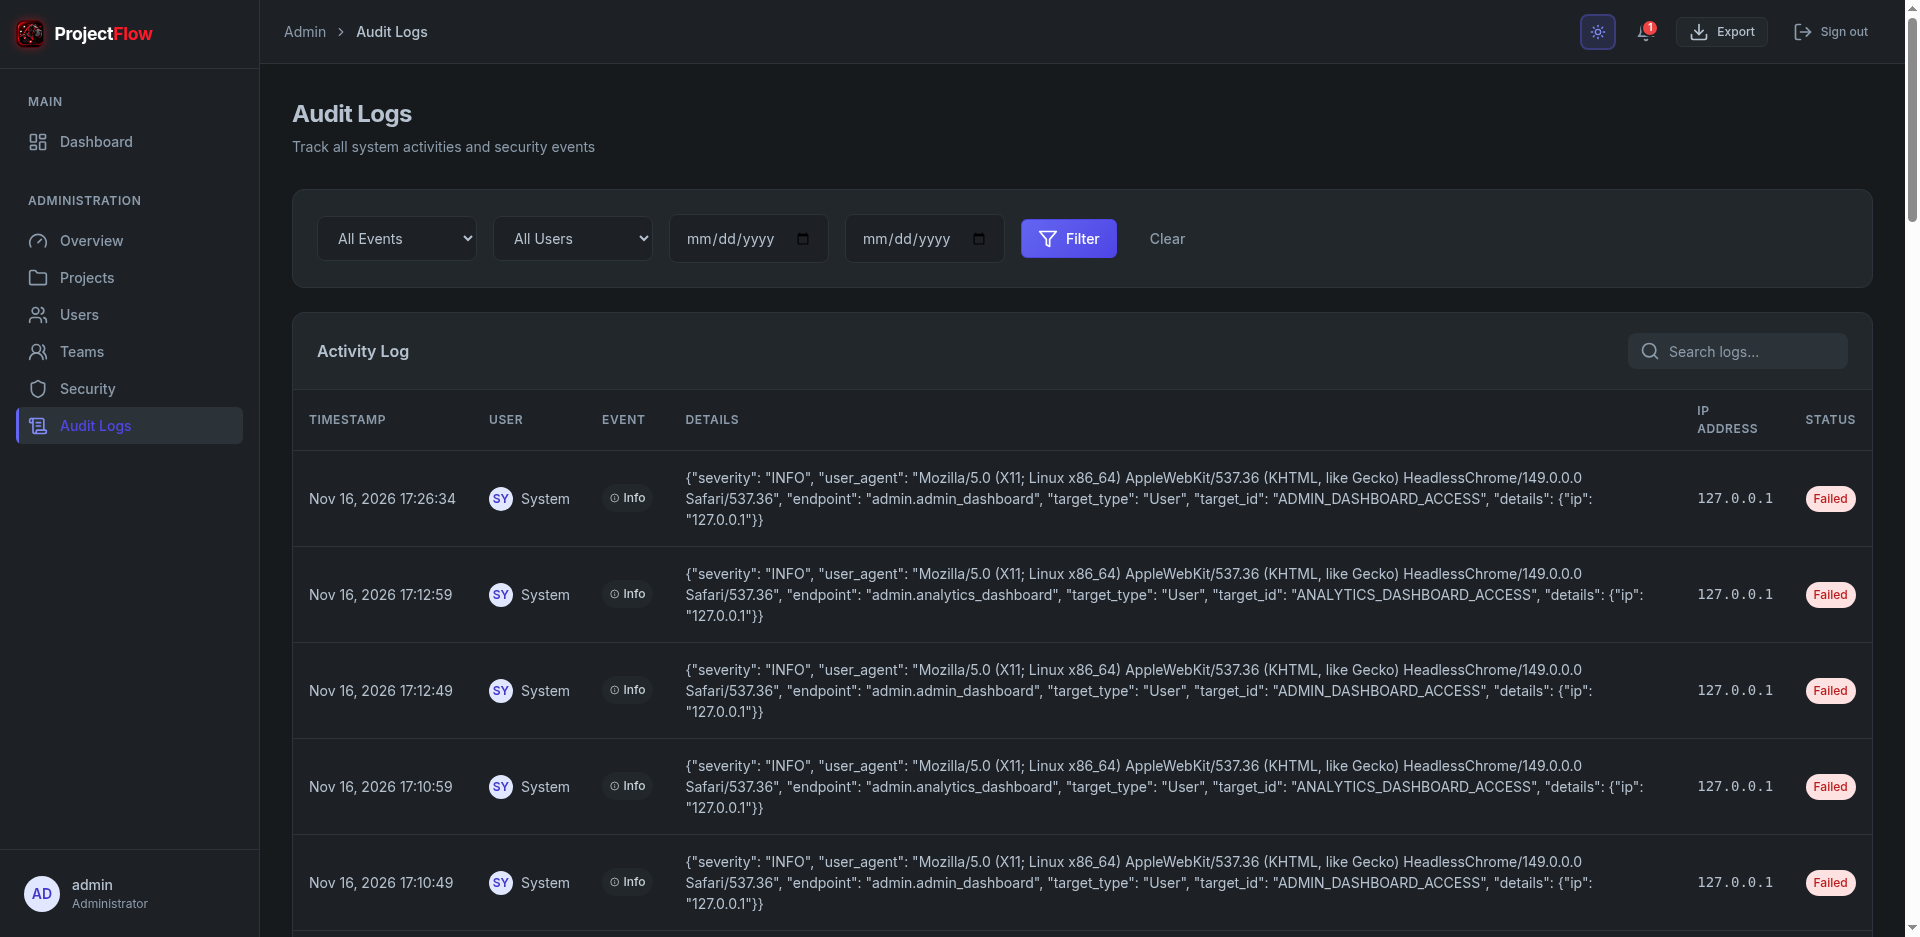 ProjectFlow
Admin > Audit Logs
1
Export
Sign out
MAIN
Dashboard
ADMINISTRATION
Overview
Projects
Users
Teams
Security
Audit Logs
AD
admin
Administrator
Audit Logs
Track all system activities and security events
All Events
All Users
mm/dd/yyyy
mm/dd/yyyy
Filter
Clear
Activity Log
Search logs...
TIMESTAMP USER EVENT DETAILS IP ADDRESS STATUS
Nov 16, 2026 17:26:34
SY System
Info
{"severity": "INFO", "user_agent": "Mozilla/5.0 (X11; Linux x86_64) AppleWebKit/537.36 (KHTML, like Gecko) HeadlessChrome/149.0.0.0
Safari/537.36", "endpoint": "admin.admin_dashboard", "target_type": "User", "target_id": "ADMIN_DASHBOARD_ACCESS", "details": {"ip":
"127.0.0.1"}}
127.0.0.1
Failed
Nov 16, 2026 17:12:59
SY System
Info
{"severity": "INFO", "user_agent": "Mozilla/5.0 (X11; Linux x86_64) AppleWebKit/537.36 (KHTML, like Gecko) HeadlessChrome/149.0.0.0
Safari/537.36", "endpoint": "admin.analytics_dashboard", "target_type": "User", "target_id": "ANALYTICS_DASHBOARD_ACCESS", "details": {"ip":
"127.0.0.1"}}
127.0.0.1
Failed
Nov 16, 2026 17:12:49
SY System
Info
{"severity": "INFO", "user_agent": "Mozilla/5.0 (X11; Linux x86_64) AppleWebKit/537.36 (KHTML, like Gecko) HeadlessChrome/149.0.0.0
Safari/537.36", "endpoint": "admin.admin_dashboard", "target_type": "User", "target_id": "ADMIN_DASHBOARD_ACCESS", "details": {"ip":
"127.0.0.1"}}
127.0.0.1
Failed
Nov 16, 2026 17:10:59
SY System
Info
{"severity": "INFO", "user_agent": "Mozilla/5.0 (X11; Linux x86_64) AppleWebKit/537.36 (KHTML, like Gecko) HeadlessChrome/149.0.0.0
Safari/537.36", "endpoint": "admin.analytics_dashboard", "target_type": "User", "target_id": "ANALYTICS_DASHBOARD_ACCESS", "details": {"ip":
"127.0.0.1"}}
127.0.0.1
Failed
Nov 16, 2026 17:10:49
SY System
Info
{"severity": "INFO", "user_agent": "Mozilla/5.0 (X11; Linux x86_64) AppleWebKit/537.36 (KHTML, like Gecko) HeadlessChrome/149.0.0.0
Safari/537.36", "endpoint": "admin.admin_dashboard", "target_type": "User", "target_id": "ADMIN_DASHBOARD_ACCESS", "details": {"ip":
"127.0.0.1"}}
127.0.0.1
Failed